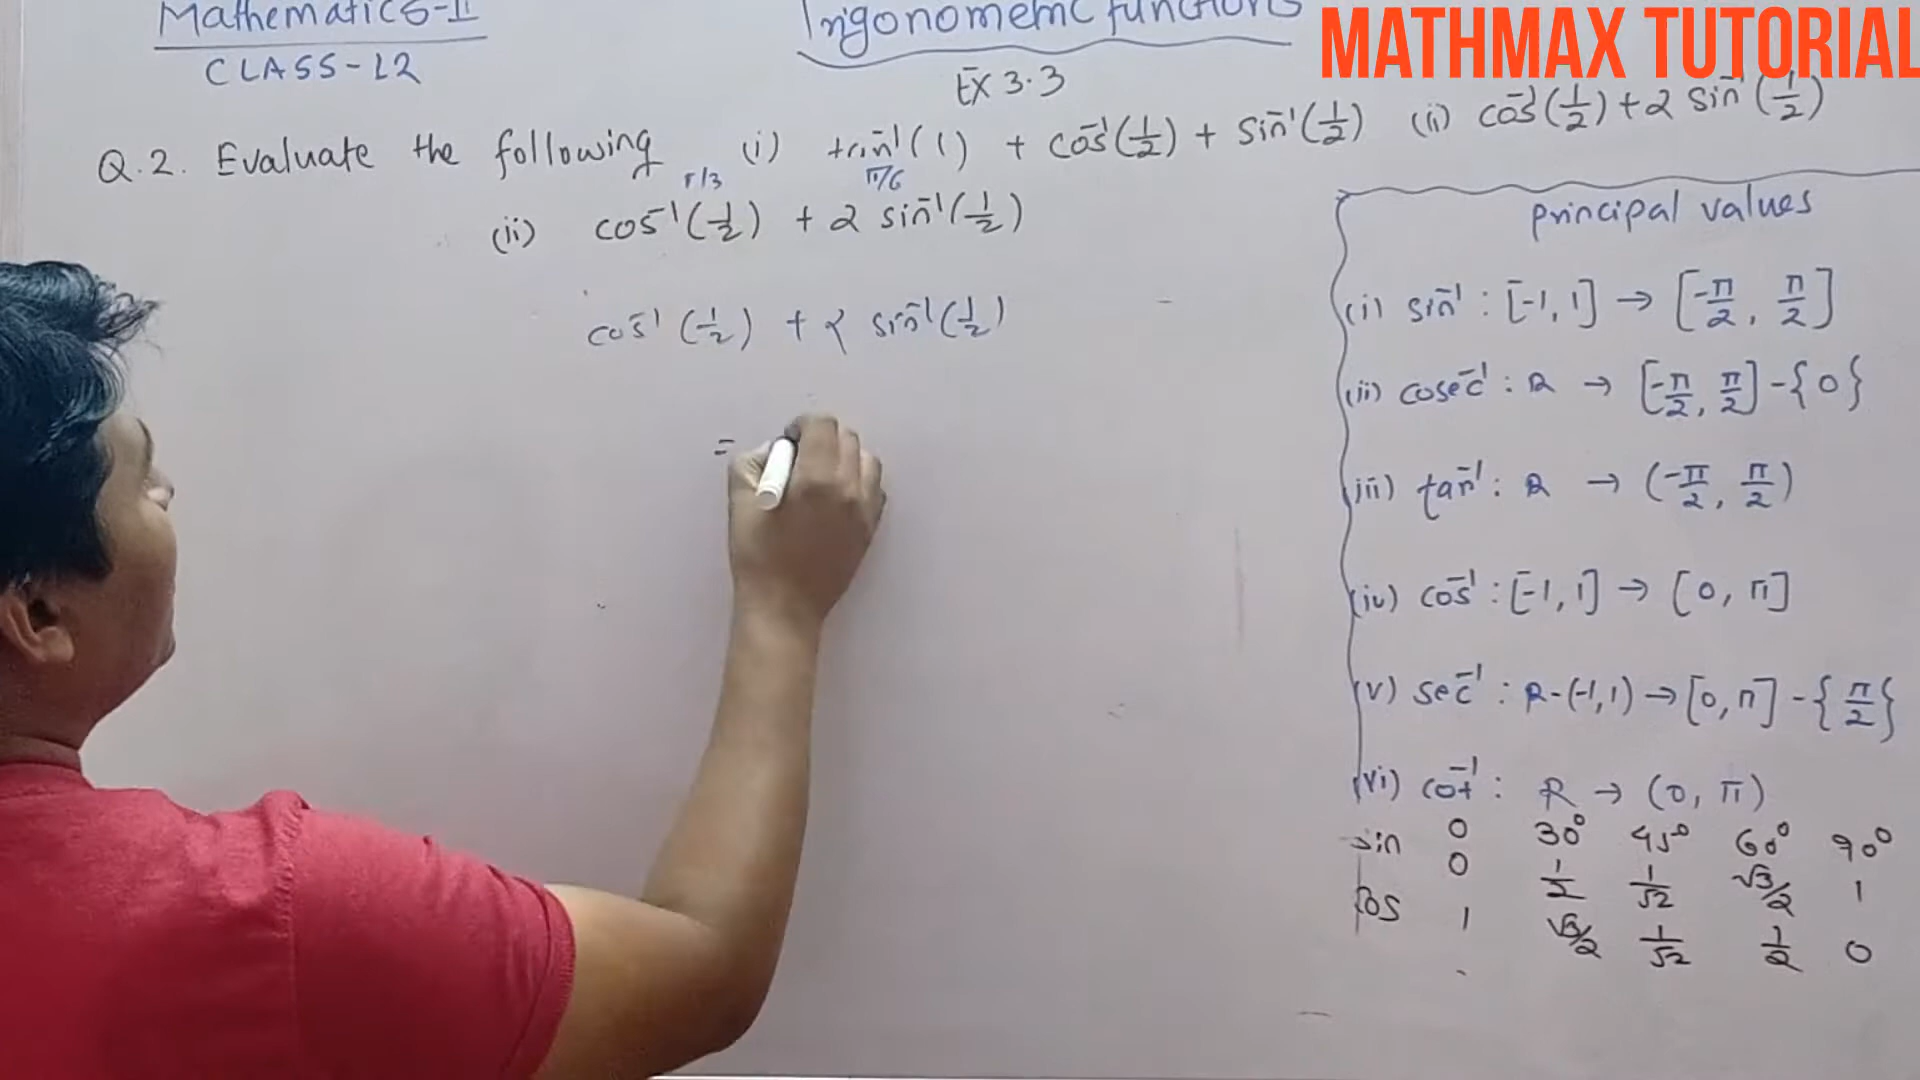 Mathematics-II
CLASS-12
Trigonometric functions
Ex 3.3
MATHMAX TUTORIAL
Q.2. Evaluate the following (i) tan⁻¹(1) + cos⁻¹(1/2) + sin⁻¹(1/2) (ii) cos⁻¹(1/2) + 2 sin⁻¹(1/2)
π/3 π/6
(ii) cos⁻¹(1/2) + 2 sin⁻¹(1/2)
cos⁻¹(1/2) + 2 sin⁻¹(1/2)
=
principal values
(i) sin⁻¹ : [-1, 1] → [-π/2, π/2]
(ii) cosec⁻¹ : R → [-π/2, π/2] - {0}
iii) tan⁻¹ : R → (-π/2, π/2)
(iv) cos⁻¹ : [-1, 1] → [0, π]
(v) sec⁻¹ : R - (-1, 1) → [0, π] - {π/2}
(vi) cot⁻¹ : R → (0, π)
sin 0 30° 45° 60° 90°
0 1/2 1/√2 √3/2 1
cos 1 √3/2 1/√2 1/2 0